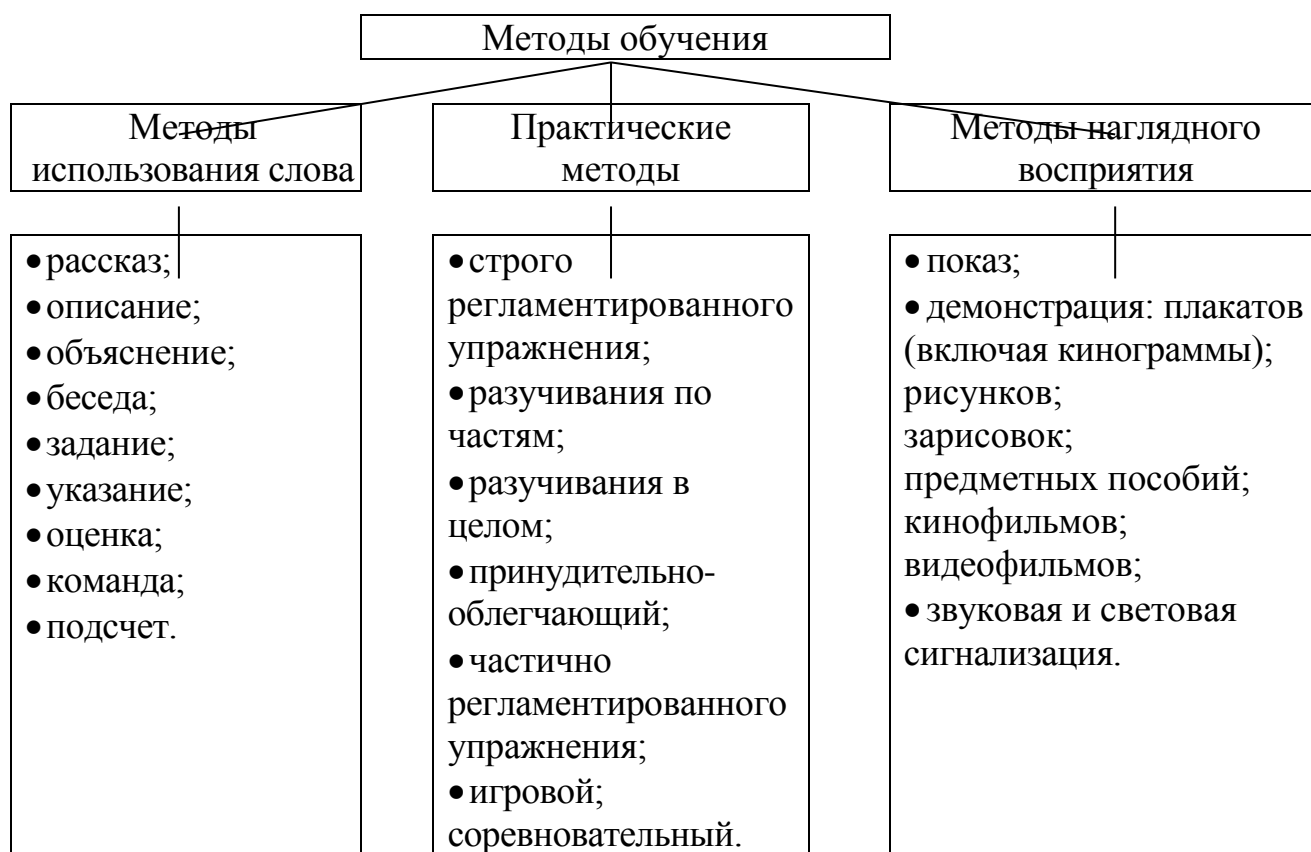 Методы обучения
Методы
использования слова
Практические
методы
Методы наглядного
восприятия
•рассказ;
•описание;
•объяснение;
•беседа;
•задание;
•указание;
•оценка;
•команда;
•подсчет.
•строго
регламентированного
упражнения;
•разучивания по
частям;
•разучивания в
целом;
•принудительно-
облегчающий;
•частично
регламентированного
упражнения;
•игровой;
соревновательный.
•показ;
•демонстрация: плакатов
(включая кинограммы);
рисунков;
зарисовок;
предметных пособий;
кинофильмов;
видеофильмов;
•звуковая и световая
сигнализация.